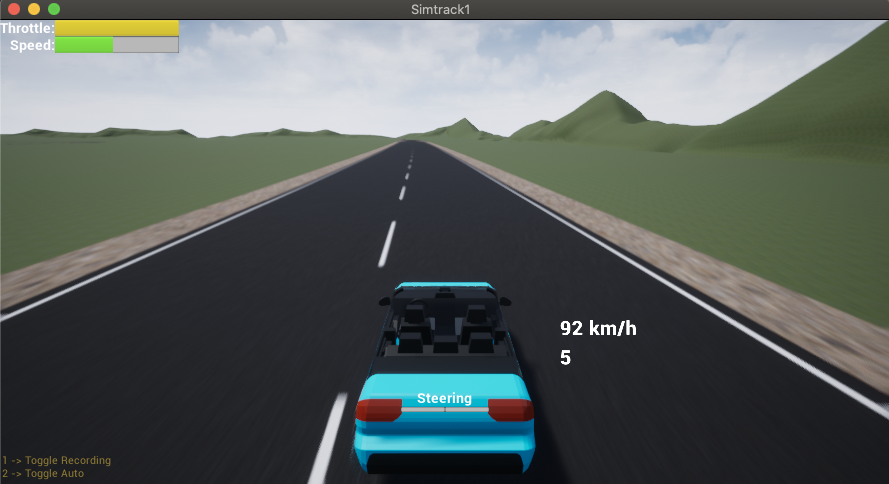 Simtrack1
Throttle:
Speed:
92 km/h
5
Steering
1 -> Toggle Recording
2 -> Toggle Auto